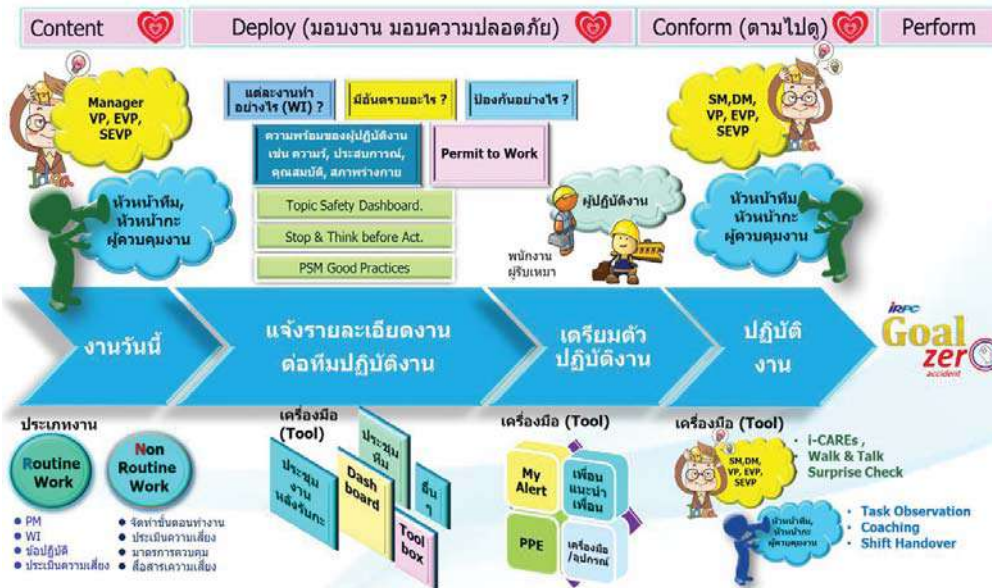 Content
Deploy (มอบงาน มอบความปลอดภัย)
Conform (ตามไปดู)
Perform
Manager
VP, EVP,
SEVP
หัวหน้าทีม,
หัวหน้ากะ
ผู้ควบคุมงาน
แต่ละงานทำ
อย่างไร (WI) ?
มีอันตรายอะไร ?
ป้องกันอย่างไร ?
ความพร้อมของผู้ปฏิบัติงาน
เช่น ความรู้, ประสบการณ์,
คุณสมบัติ, สภาพร่างกาย
Permit to Work
Topic Safety Dashboard.
Stop & Think before Act.
PSM Good Practices
ผู้ปฏิบัติงาน
พนักงาน
ผู้รับเหมา
SM,DM,
VP, EVP,
SEVP
หัวหน้าทีม,
หัวหน้ากะ
ผู้ควบคุมงาน
งานวันนี้
แจ้งรายละเอียดงาน
ต่อทีมปฏิบัติงาน
เตรียมตัว
ปฏิบัติงาน
ปฏิบัติ
งาน
IRPC
Goal
zero
accident
ประเภทงาน
Routine
Work
Non
Routine
Work
PM
WI
ข้อปฏิบัติ
ประเมินความเสี่ยง
จัดทำขั้นตอนทำงาน
ประเมินความเสี่ยง
มาตรการควบคุม
สื่อสารความเสี่ยง
เครื่องมือ
(Tool)
ประชุม
งาน
หลังรับกะ
Dash
board
ประชุม
ทีม
Tool
box
อื่น
ๆ
เครื่องมือ (Tool)
My
Alert
เพื่อน
แนะนำ
เพื่อน
PPE
เครื่องมือ
/อุปกรณ์
เครื่องมือ (Tool)
SM,DM,
VP, EVP,
SEVP
i-CAREs ,
Walk & Talk
Surprise Check
หัวหน้าทีม,
หัวหน้ากะ
ผู้ควบคุมงาน
Task Observation
Coaching
Shift Handover